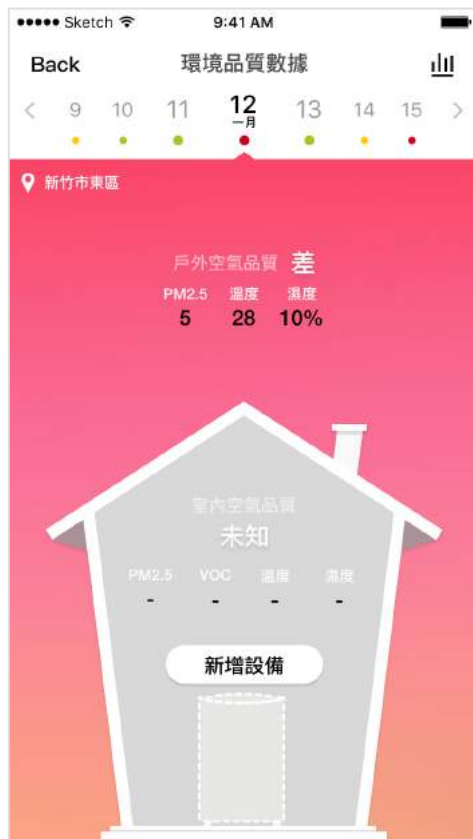 Sketch 9:41 AM
Back 環境品質數據
9 10 11 12 13 14 15
一月
新竹市東區
戶外空氣品質 差
PM2.5 溫度 濕度
5 28 10%
室內空氣品質
未知
PM2.5 VOC 溫度 濕度
- - - -
新增設備